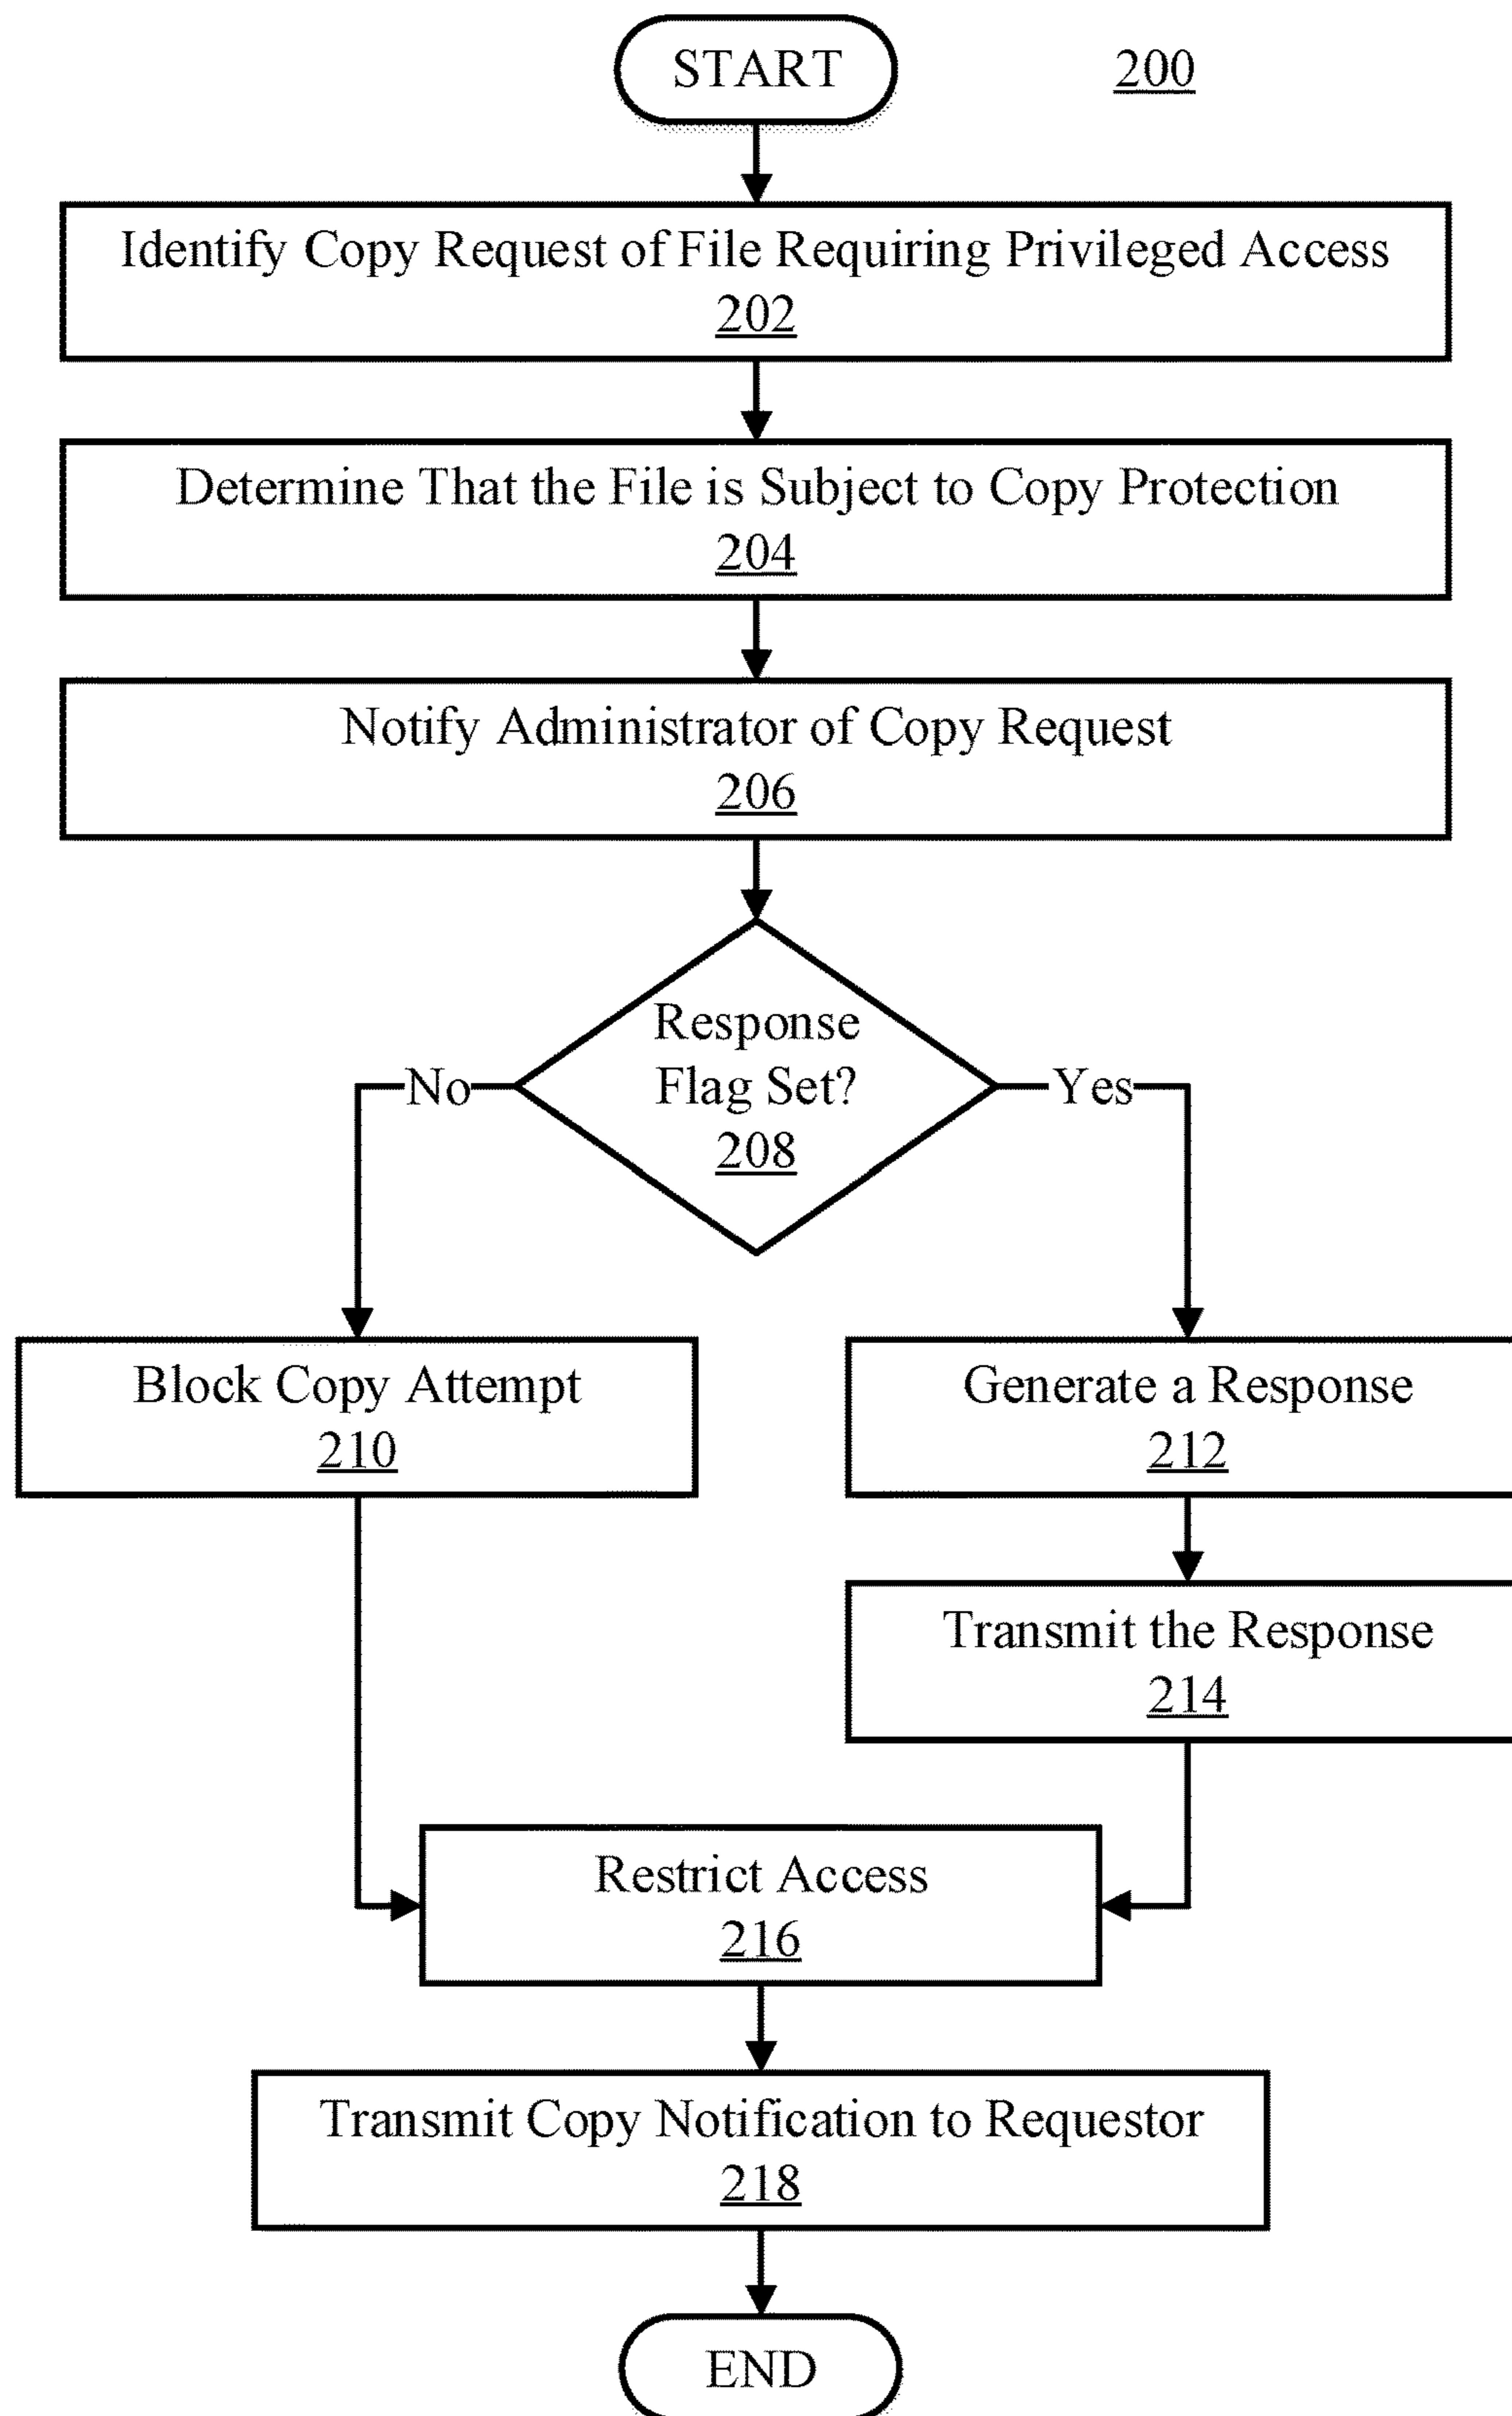 START
200
Identify Copy Request of File Requiring Privileged Access
202
Determine That the File is Subject to Copy Protection
204
Notify Administrator of Copy Request
206
Response
Flag Set?
208
No
Yes
Block Copy Attempt
210
Generate a Response
212
Transmit the Response
214
Restrict Access
216
Transmit Copy Notification to Requestor
218
END